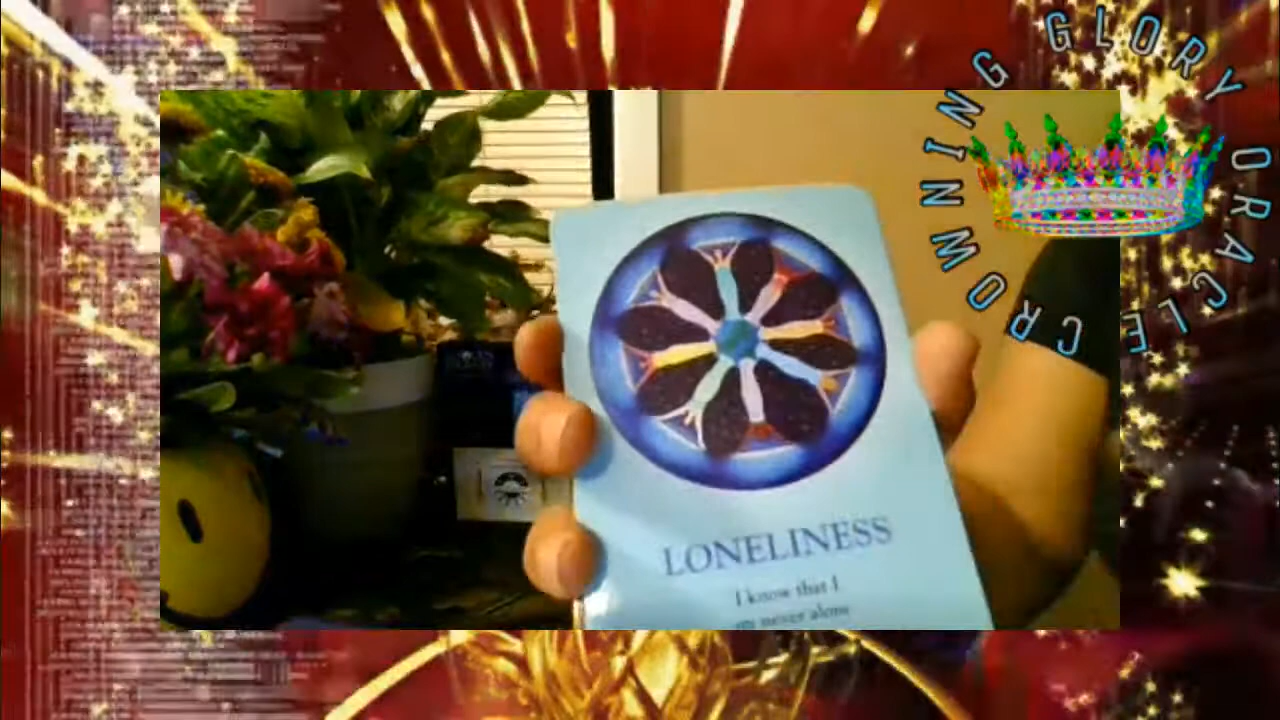 CROWNING GLORY ORACLE
LONELINESS
I know that I
am never alone